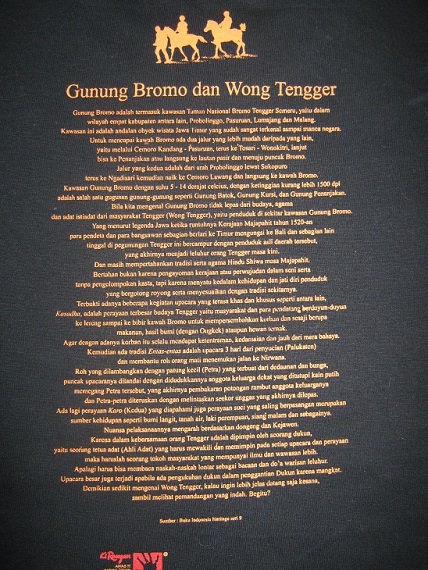 Gunung Bromo dan Wong Tengger
Gunung Bromo adalah termasuk kawasan Taman Nasional Bromo Tengger Semeru, yaitu dalam
wilayah empat kabupaten antara lain, Probolinggo, Pasuruan, Lumajang dan Malang.
Kawasan ini adalah andalan obyek wisata Jawa Timur yang sudah sangat terkenal sampai manca negara.
Untuk mencapai kawah Bromo ada dua jalur yang lebih mudah daripada yang lain,
yaitu melalui Cemoro Kandang - Pasuruan, terus ke Tosari - Wonokitri, lanjut
bisa ke Penanjakan atau langsung ke lautan pasir dan menuju puncak Bromo.
Jalur yang kedua adalah dari arah Probolinggo lewat Sokopuro
terus ke Ngadisari kemudian naik ke Cemoro Lawang dan langsung ke kawah Bromo.
Kawasan Gunung Bromo dengan suhu 5 - 14 derajat celcius, dengan ketinggian kurang lebih 1500 dpl
adalah salah satu gugusan gunung-gunung seperti Gunung Batok, Gunung Kursi, dan Gunung Penanjakan.
Bila kita mengenal Gunung Bromo tidak lepas dari budaya, agama
dan adat istiadat dari masyarakat Tengger (Wong Tengger), yaitu penduduk di sekitar kawasan Gunung Bromo.
Yang menurut legenda Jawa ketika runtuhnya Kerajaan Majapahit tahun 1520-an
para pendeta dan para bangsawan sebagian berlari ke Timur mengungsi ke Bali dan sebagian lain
tinggal di pegunungan Tengger ini bercampur dengan penduduk asli daerah tersebut,
yang akhirnya menjadi leluhur orang Tengger masa kini.
Dan masih mempertahankan tradisi serta agama Hindu Shiwa masa Majapahit.
Bertahan bukan karena pengayoman kerajaan atau perwujudan dalam seni serta
tanpa pengelompokan kasta, tapi karena menyatu kedalam kehidupan dan jati diri penduduk
yang bergotong royong serta menyesuaikan dengan tradisi sekitarnya.
Terbukti adanya beberapa kegiatan upacara yang terus khas dan khusus seperti antara lain,
Kasudha, adalah perayaan terbesar budaya Tengger yaitu masyarakat dan para pendatang berduyun-duyun
ke lereng sampai ke bibir kawah Bromo untuk mempersembahkan korban dan sesaji berupa
makanan, hasil bumi (dengan Ongkek) ataupun hewan ternak.
Agar dengan adanya korban itu selalu mendapat ketentraman, kedamaian dan jauh dari mara bahaya.
Kemudian ada tradisi Entas-entas adalah upacara 3 hari dari penyucian (Palukatan)
dan membantu roh orang mati menemukan jalan ke Nirwana.
Roh yang dilambangkan dengan patung kecil (Petra) yang terbuat dari dedaunan dan bunga,
puncak upacaranya ditandai dengan didudukkannya anggota keluarga dekat yang ditutupi kain putih
memegang Petra tersebut, yang akhirnya pembakaran potongan rambut anggota keluarganya
dan Petra-petra diteruskan dengan melintaskan seekor unggas yang akhirnya dilepas.
Ada lagi perayaan Karo (Kedua) yang dipahami juga perayaan suci yang saling berpasangan merupakan
sumber kehidupan seperti bumi langit, tanah air, laki perempuan, siang malam dan sebagainya.
Nuansa pelaksanaannya mengarah berdasarkan dongeng dan Kejawen.
Karena dalam kebersamaan orang Tengger adalah dipimpin oleh seorang dukun,
yaitu seorang tetua adat (Ahli Adat) yang harus mewakili dan memimpin pada setiap upacara dan perayaan
maka haruslah seorang tokoh masyarakat yang mempunyai ilmu dan wawasan lebih.
Apalagi harus bisa membaca naskah-naskah lontar sebagai bacaan dan do'a warisan leluhur.
Upacara besar juga terjadi apabila ada pengukuhan dukun dalam penggantian Dukun karena mangkat.
Demikian sedikit mengenai Wong Tengger, kalau ingin lebih jelas datang saja kesana,
sambil melihat pemandangan yang indah. Begitu?
Sumber : Buku Indonesia Heritage seri 9